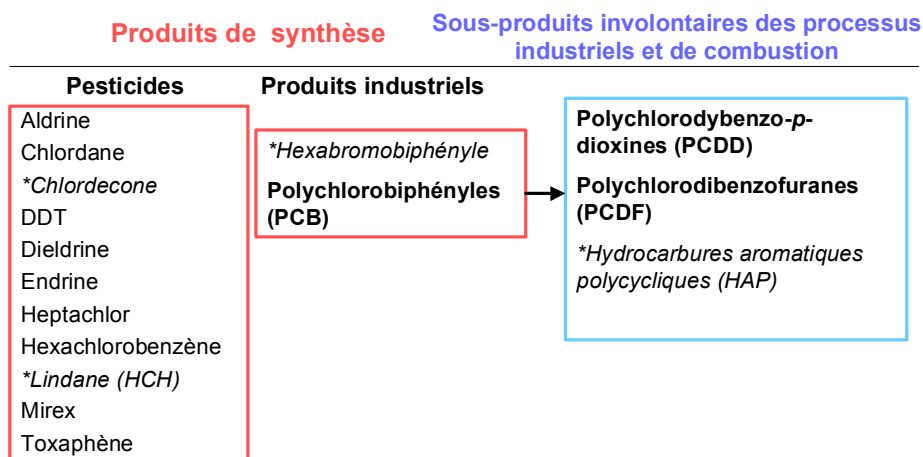 Produits de synthèse
Sous-produits involontaires des processus
industriels et de combustion
Pesticides
Aldrine
Chlordane
*Chlordecone
DDT
Dieldrine
Endrine
Heptachlor
Hexachlorobenzène
*Lindane (HCH)
Mirex
Toxaphène
Produits industriels
*Hexabromobiphényle
Polychlorobiphényles
(PCB)
Polychlorodybenzo-p-
dioxines (PCDD)
Polychlorodibenzofuranes
(PCDF)
*Hydrocarbures aromatiques
polycycliques (HAP)